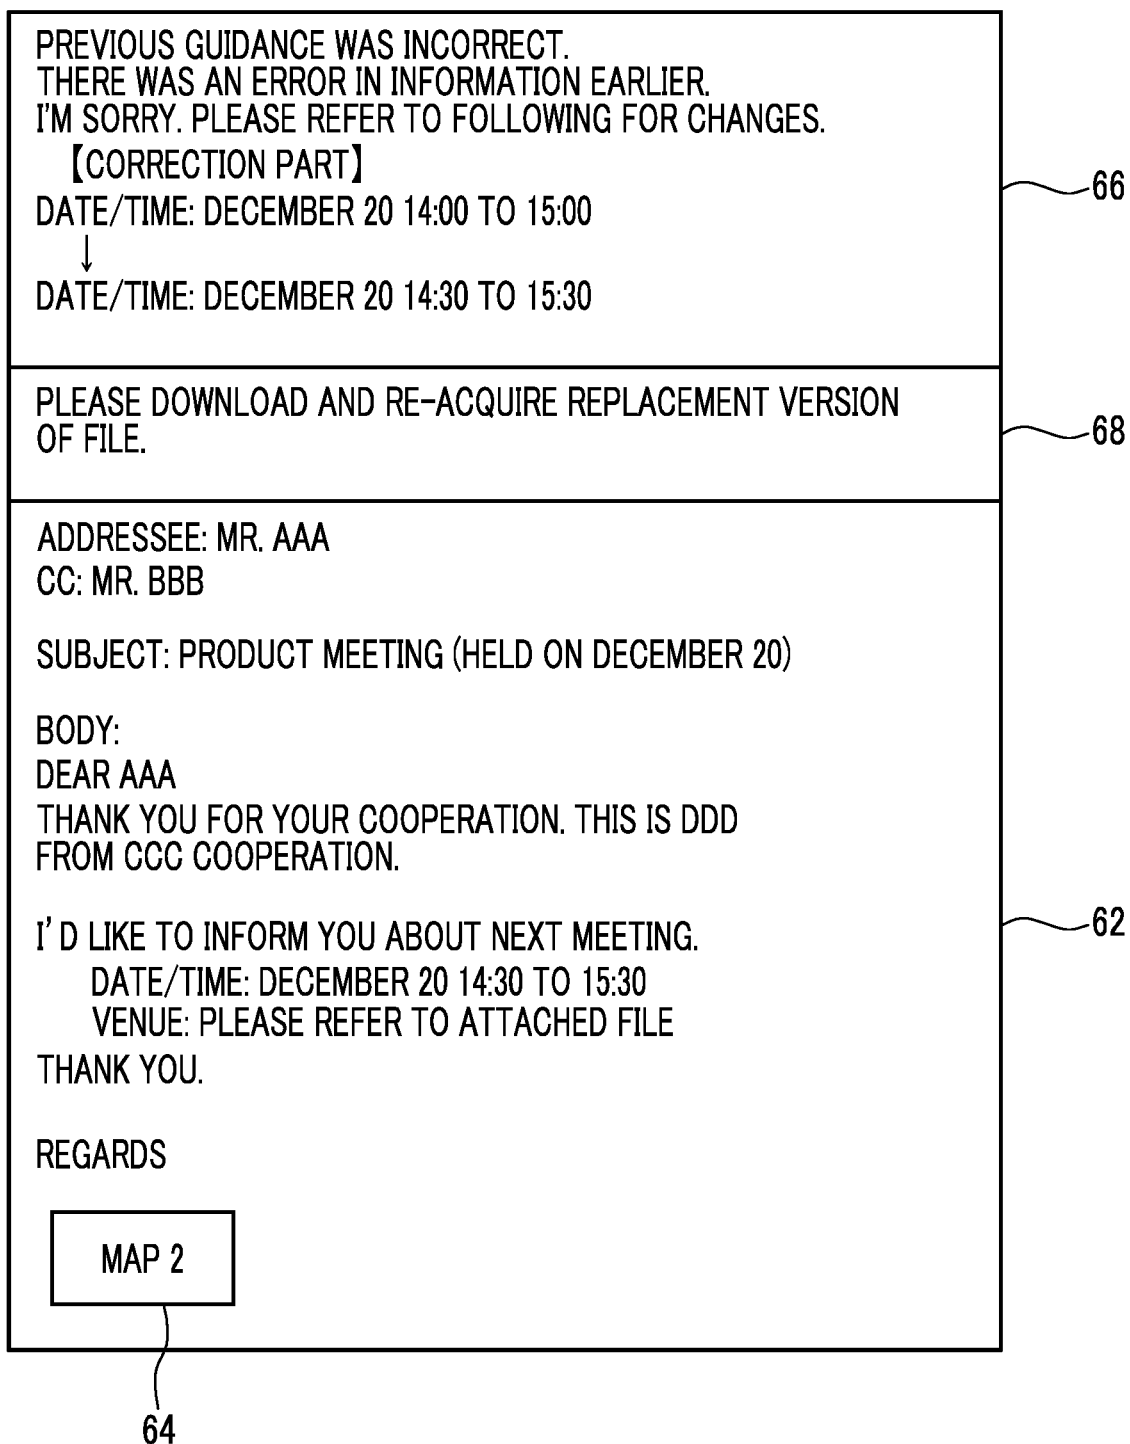 PREVIOUS GUIDANCE WAS INCORRECT.
THERE WAS AN ERROR IN INFORMATION EARLIER.
I'M SORRY. PLEASE REFER TO FOLLOWING FOR CHANGES.
【CORRECTION PART】
DATE/TIME: DECEMBER 20 14:00 TO 15:00
↓
DATE/TIME: DECEMBER 20 14:30 TO 15:30
66
PLEASE DOWNLOAD AND RE-ACQUIRE REPLACEMENT VERSION
OF FILE.
68
ADDRESSEE: MR. AAA
CC: MR. BBB
SUBJECT: PRODUCT MEETING (HELD ON DECEMBER 20)
BODY:
DEAR AAA
THANK YOU FOR YOUR COOPERATION. THIS IS DDD
FROM CCC COOPERATION.
I'D LIKE TO INFORM YOU ABOUT NEXT MEETING.
DATE/TIME: DECEMBER 20 14:30 TO 15:30
VENUE: PLEASE REFER TO ATTACHED FILE
THANK YOU.
REGARDS
62
MAP 2
64